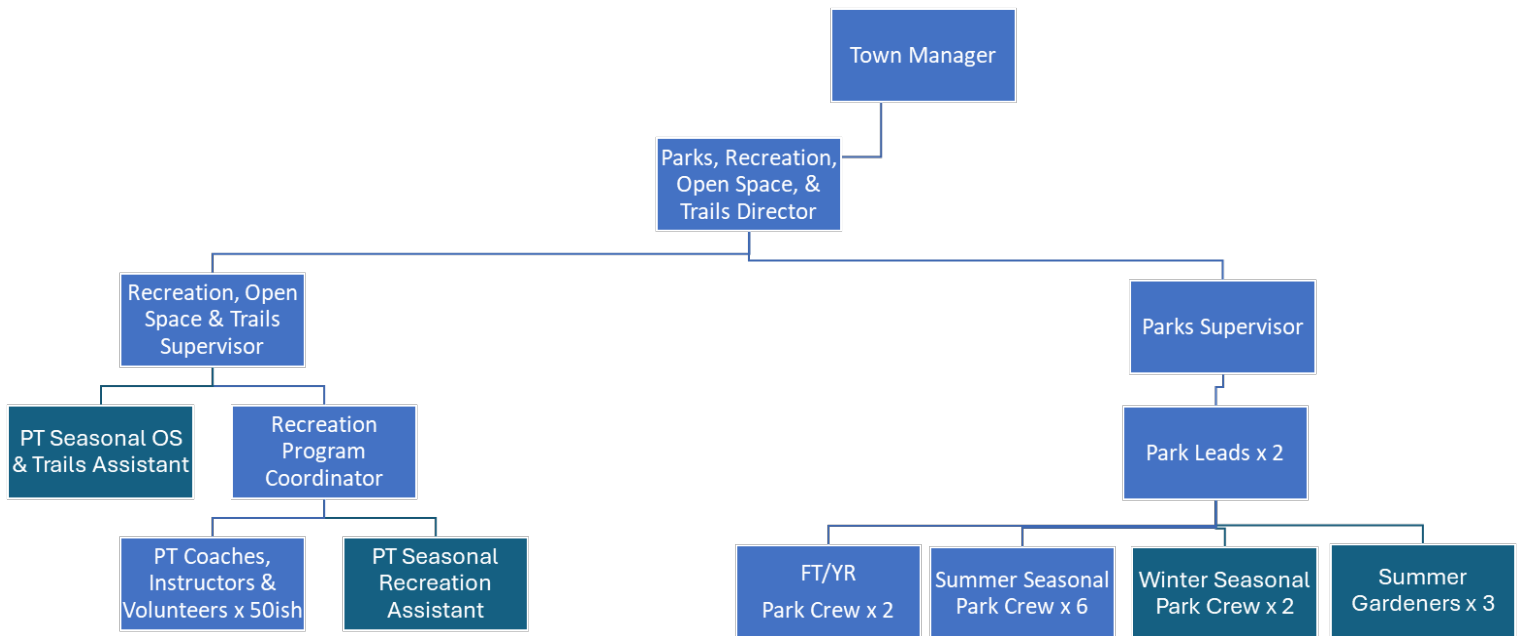 Town Manager
Parks, Recreation,
Open Space, &
Trails Director
Recreation, Open
Space & Trails
Supervisor
Parks Supervisor
PT Seasonal OS
& Trails Assistant
Recreation
Program
Coordinator
Park Leads x 2
PT Coaches,
Instructors &
Volunteers x 50ish
PT Seasonal
Recreation
Assistant
FT/YR
Park Crew x 2
Summer Seasonal
Park Crew x 6
Winter Seasonal
Park Crew x 2
Summer
Gardeners x 3